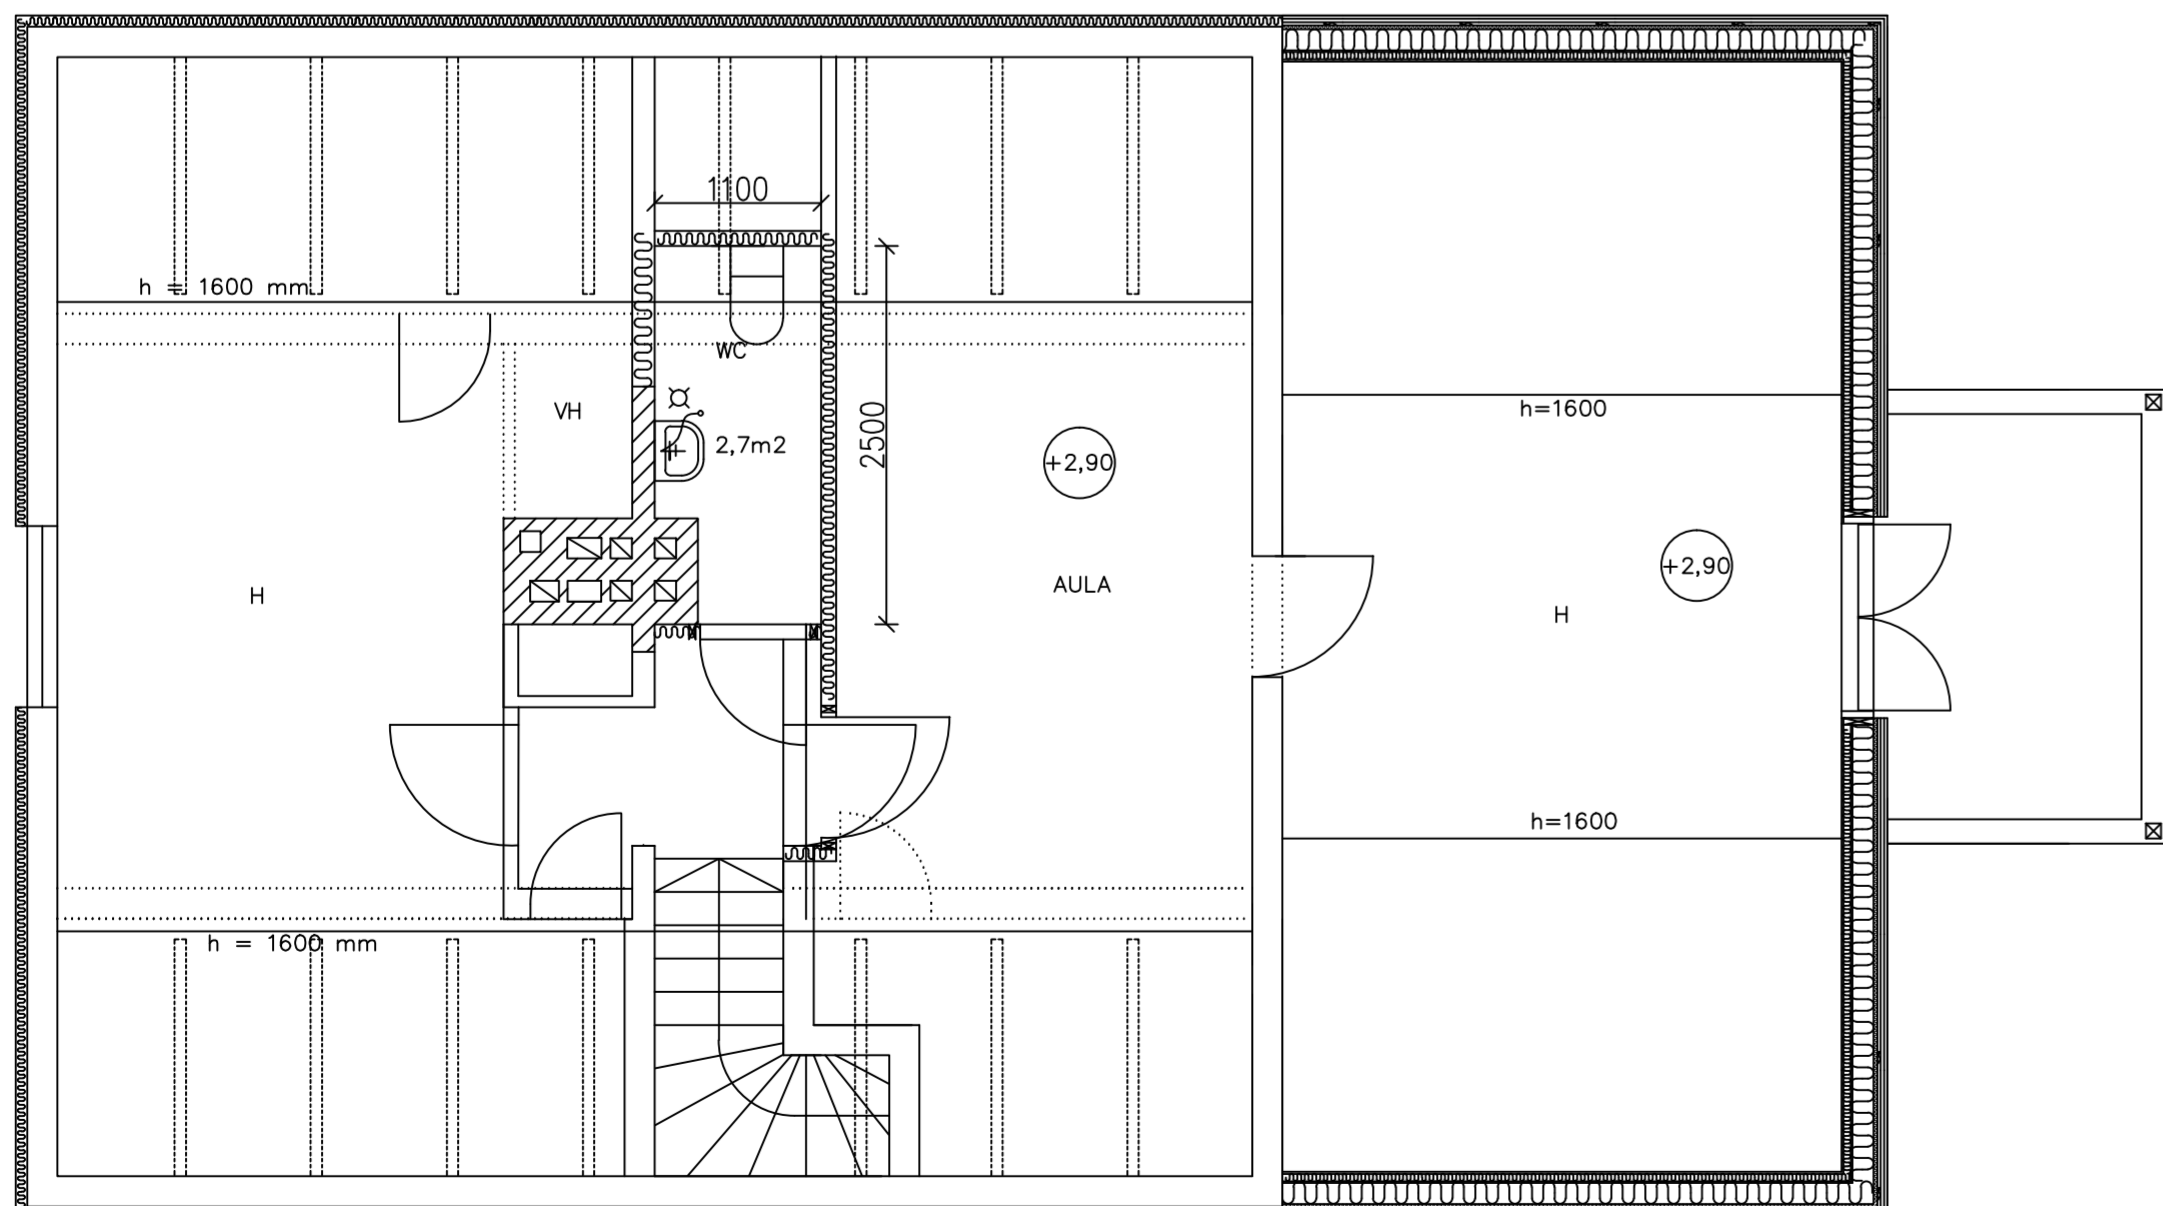 1100
h = 1600 mm
WC
VH
h=1600
2,7m2
2500
+2,90
+2,90
AULA
H
H
h=1600
h = 1600 mm